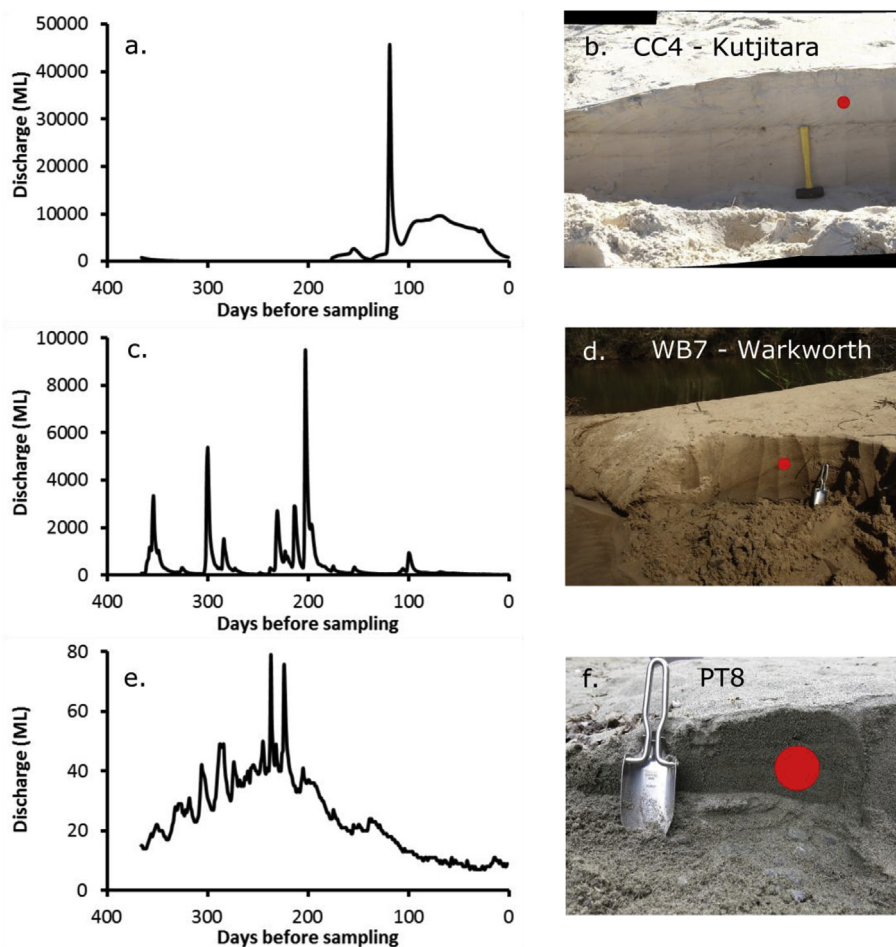 a.
50000
40000
30000
20000
10000
0
Discharge (ML)
400 300 200 100 0
Days before sampling
b. CC4 - Kutjitara
c.
10000
8000
6000
4000
2000
0
Discharge (ML)
400 300 200 100 0
Days before sampling
d. WB7 - Warkworth
e.
80
60
40
20
0
Discharge (ML)
400 300 200 100 0
Days before sampling
f. PT8